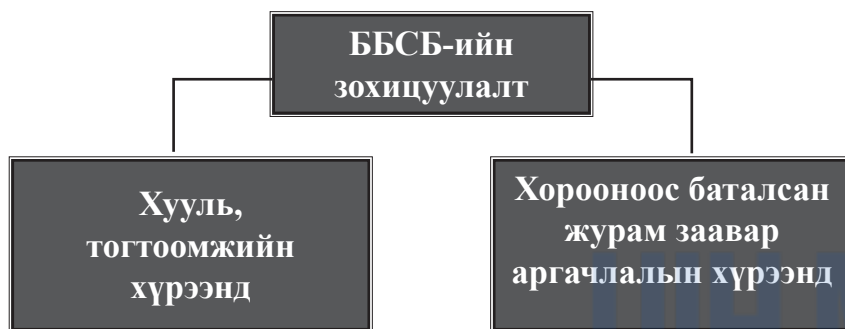 ББСБ-ийн
зохицуулалт
Хууль,
тогтоомжийн
хүрээнд
Хорооноос баталсан
журам заавар
аргачлалын хүрээнд